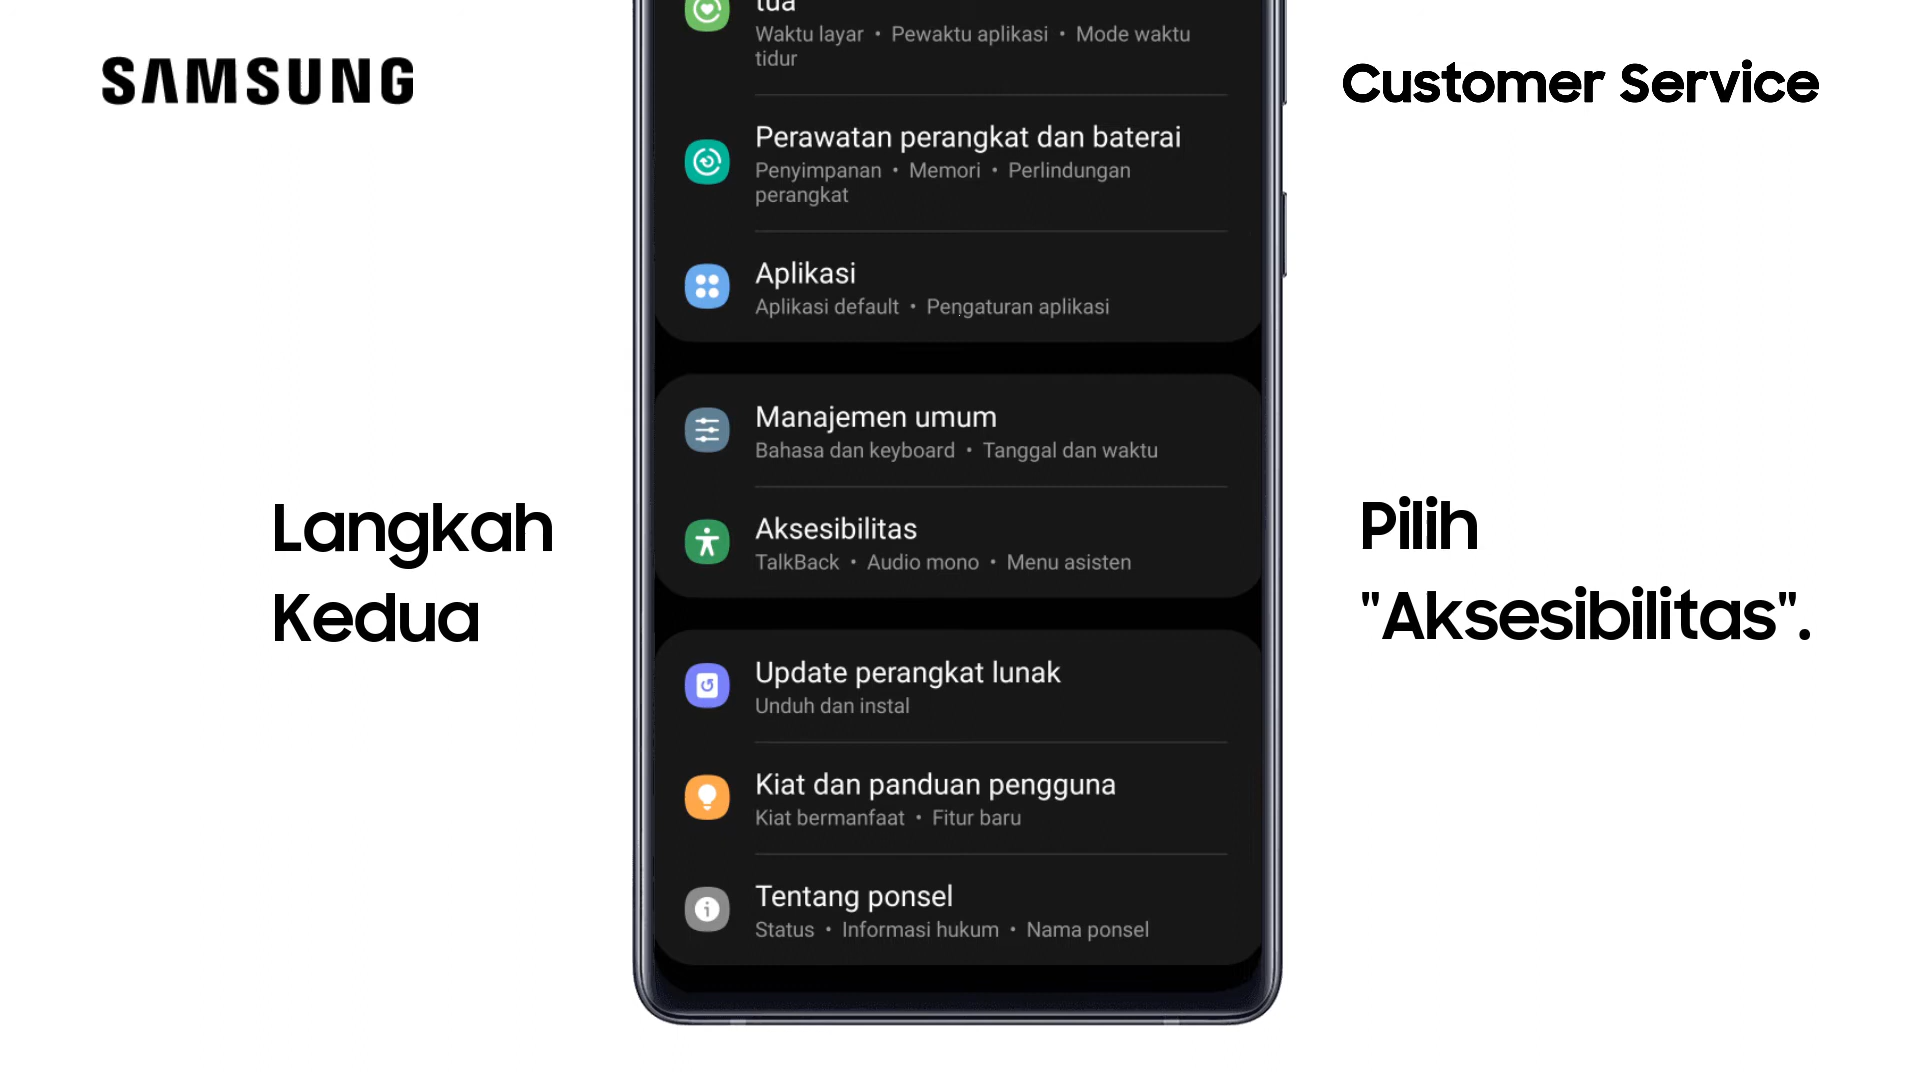 SAMSUNG
Customer Service
tua
Waktu layar • Pewaktu aplikasi • Mode waktu
tidur
Perawatan perangkat dan baterai
Penyimpanan • Memori • Perlindungan
perangkat
Aplikasi
Aplikasi default • Pengaturan aplikasi
Manajemen umum
Bahasa dan keyboard • Tanggal dan waktu
Aksesibilitas
TalkBack • Audio mono • Menu asisten
Update perangkat lunak
Unduh dan instal
Kiat dan panduan pengguna
Kiat bermanfaat • Fitur baru
Tentang ponsel
Status • Informasi hukum • Nama ponsel
Langkah
Kedua
Pilih
"Aksesibilitas".